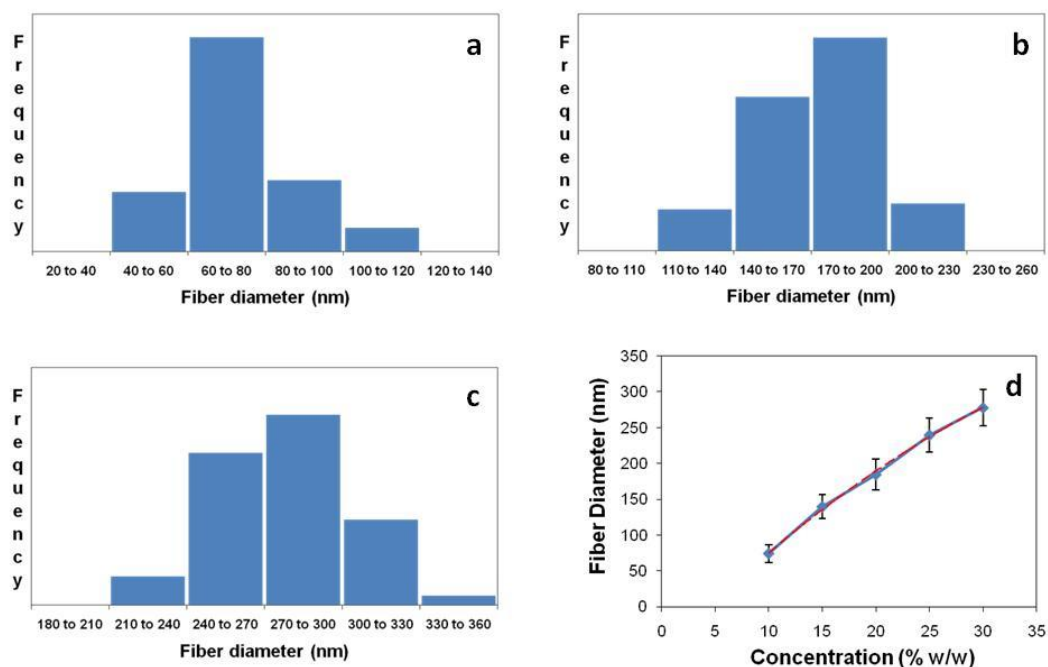 a
Frequency
20 to 40 40 to 60 60 to 80 80 to 100 100 to 120 120 to 140
Fiber diameter (nm)
b
Frequency
80 to 110 110 to 140 140 to 170 170 to 200 200 to 230 230 to 260
Fiber diameter (nm)
c
Frequency
180 to 210 210 to 240 240 to 270 270 to 300 300 to 330 330 to 360
Fiber diameter (nm)
d
Fiber Diameter (nm)
350
300
250
200
150
100
50
0
0 5 10 15 20 25 30 35
Concentration (% w/w)